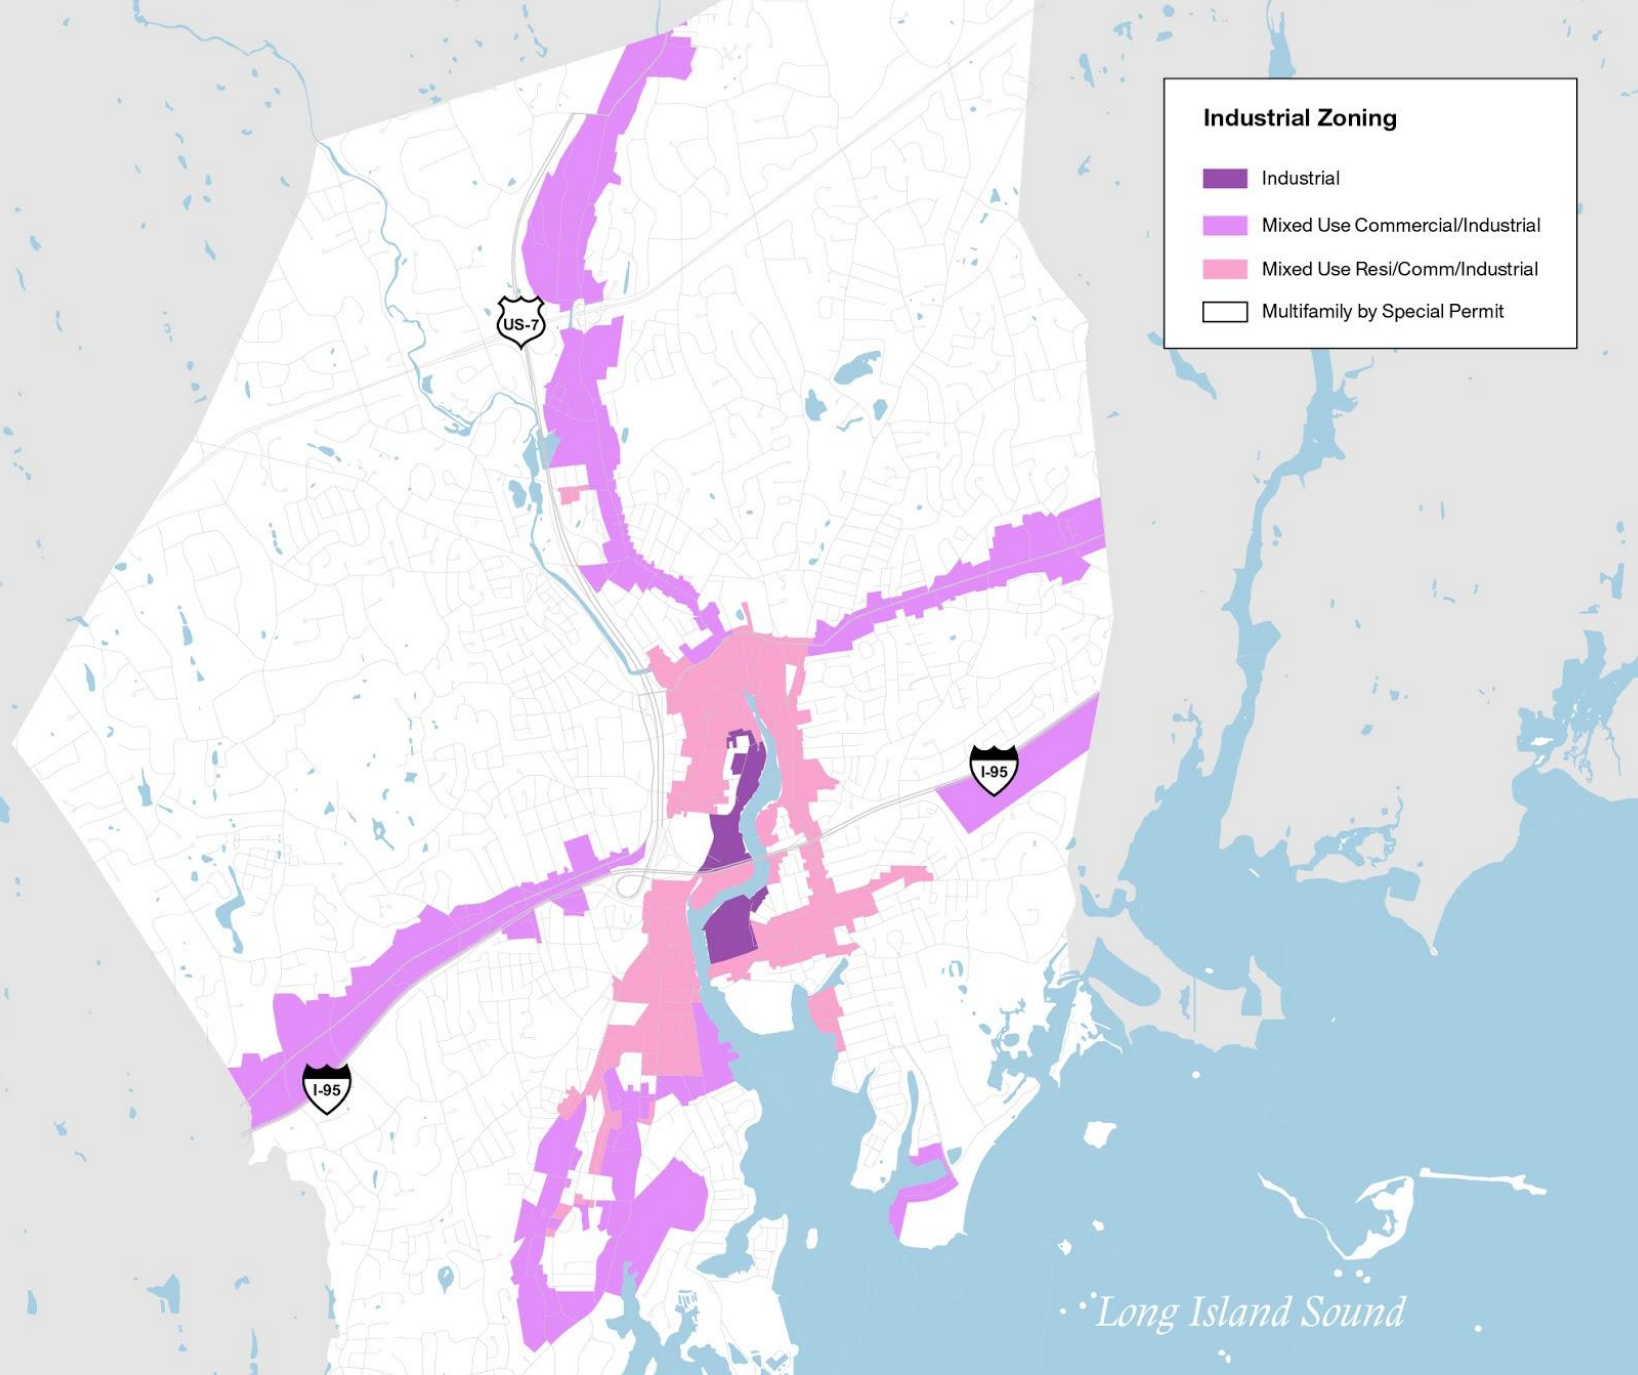 Industrial Zoning
Industrial
Mixed Use Commercial/Industrial
Mixed Use Resi/Comm/Industrial
Multifamily by Special Permit
US-7
I-95
I-95
Long Island Sound